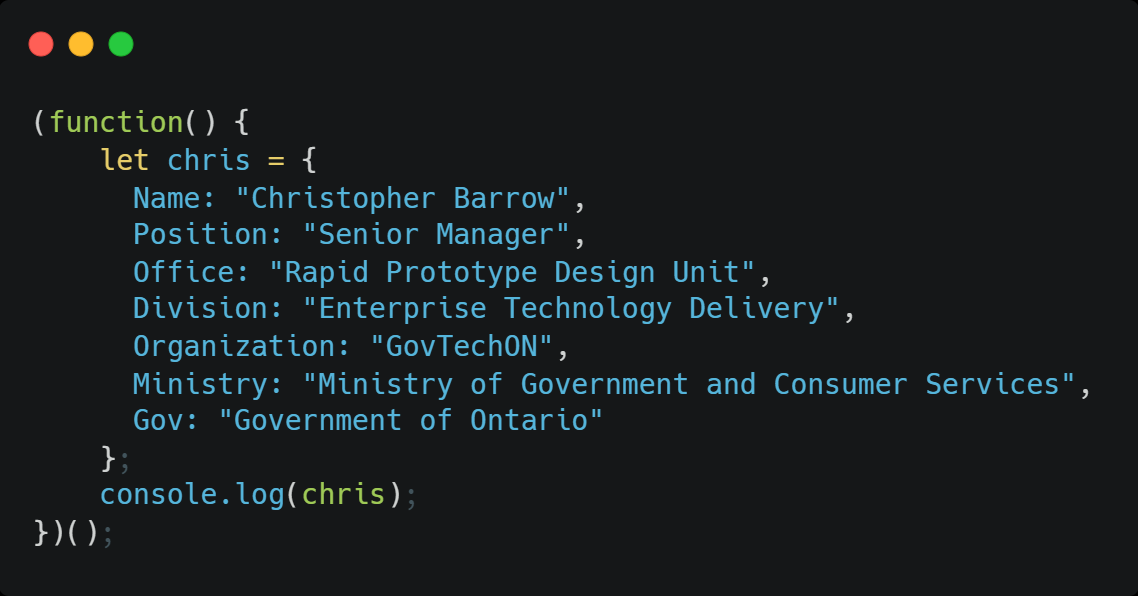 (function() {
    let chris = {
      Name: "Christopher Barrow",
      Position: "Senior Manager",
      Office: "Rapid Prototype Design Unit",
      Division: "Enterprise Technology Delivery",
      Organization: "GovTechON",
      Ministry: "Ministry of Government and Consumer Services",
      Gov: "Government of Ontario"
    };
    console.log(chris);
})();